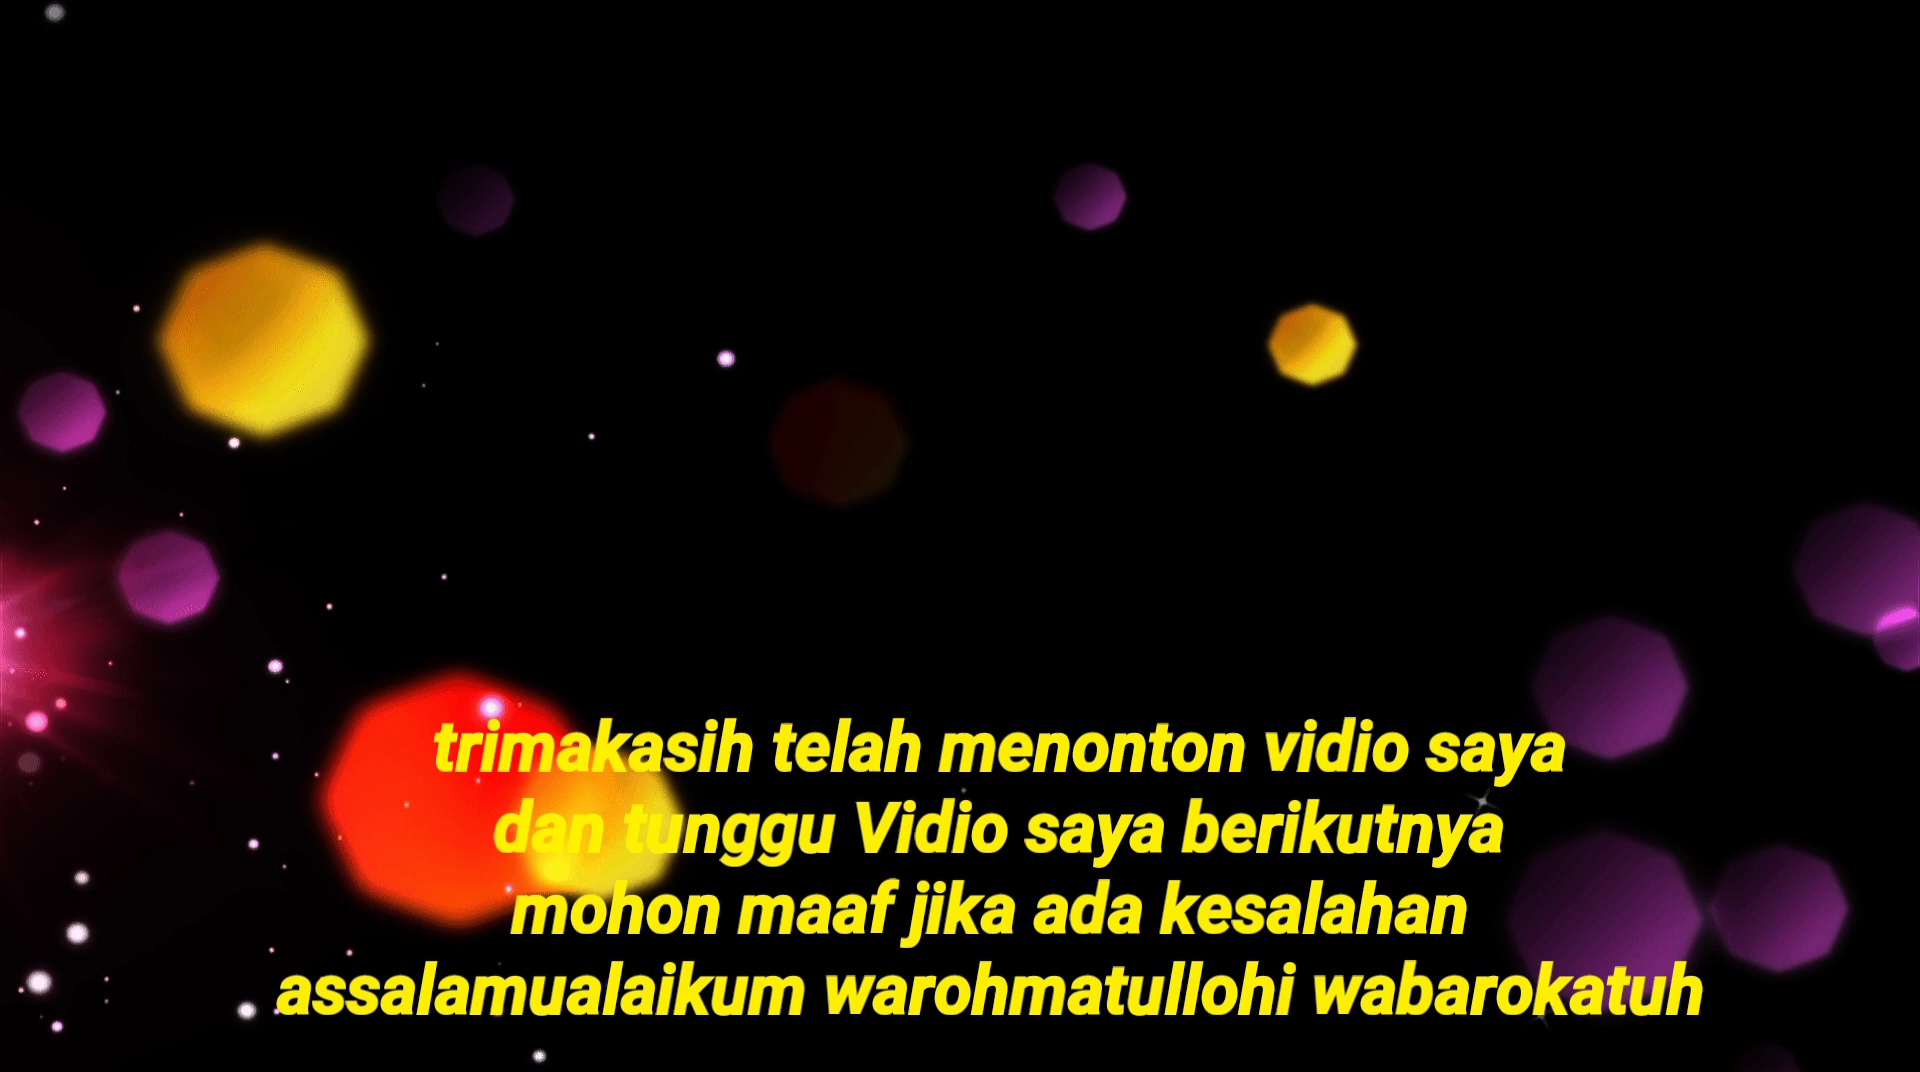 trimakasih telah menonton vidio saya
dan tunggu Vidio saya berikutnya
mohon maaf jika ada kesalahan
assalamualaikum warohmatullohi wabarokatuh